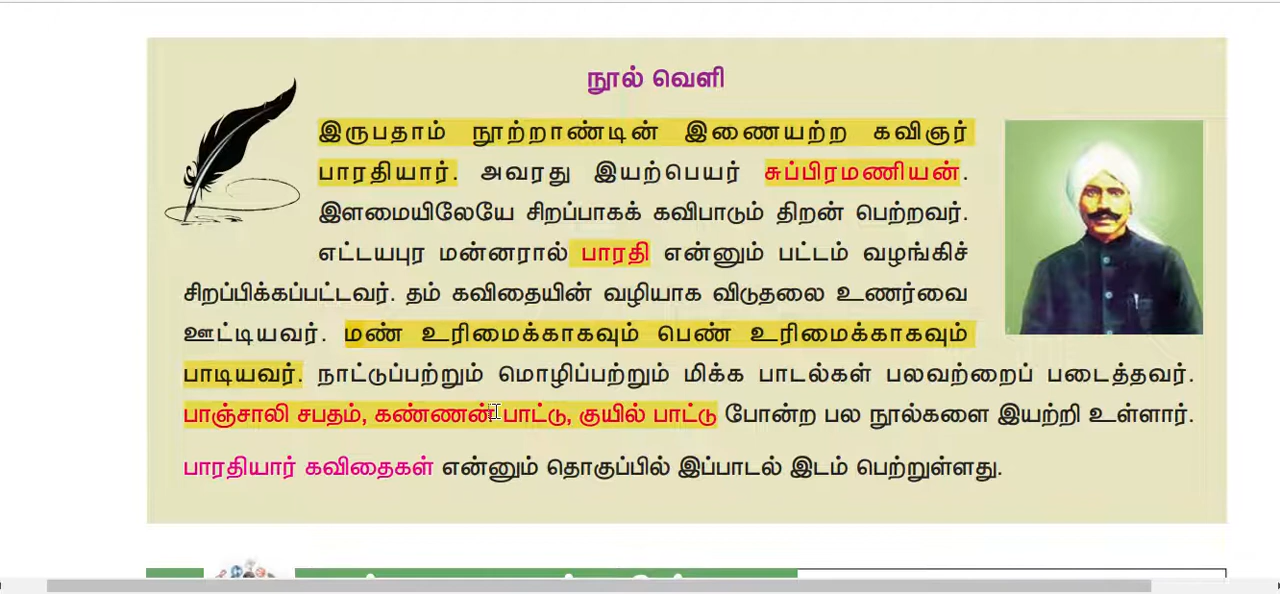 நூல் வெளி
இருபதாம் நூற்றாண்டின் இணையற்ற கவிஞர்
பாரதியார். அவரது இயற்பெயர் சுப்பிரமணியன்.
இளமையிலேயே சிறப்பாகக் கவிபாடும் திறன் பெற்றவர்.
எட்டயபுர மன்னரால் பாரதி என்னும் பட்டம் வழங்கிச்
சிறப்பிக்கப்பட்டவர். தம் கவிதையின் வழியாக விடுதலை உணர்வை
ஊட்டியவர். மண் உரிமைக்காகவும் பெண் உரிமைக்காகவும்
பாடியவர். நாட்டுப்பற்றும் மொழிப்பற்றும் மிக்க பாடல்கள் பலவற்றைப் படைத்தவர்.
பாஞ்சாலி சபதம், கண்ணன் பாட்டு, குயில் பாட்டு போன்ற பல நூல்களை இயற்றி உள்ளார்.
பாரதியார் கவிதைகள் என்னும் தொகுப்பில் இப்பாடல் இடம் பெற்றுள்ளது.